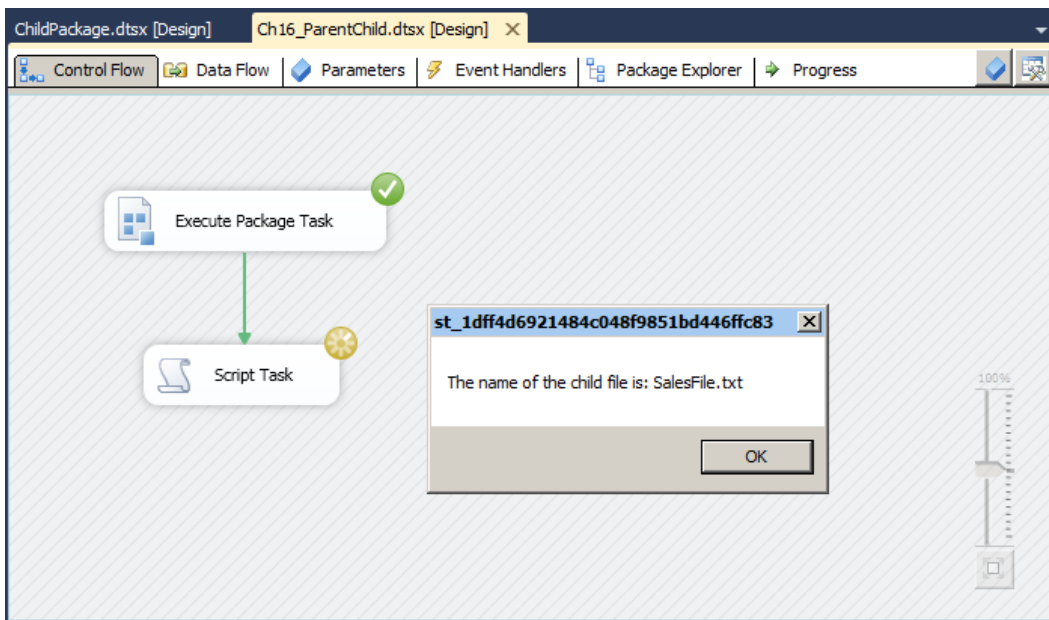 ChildPackage.dtsx [Design] Ch16_ParentChild.dtsx [Design]
Control Flow Data Flow Parameters Event Handlers Package Explorer Progress
Execute Package Task
st_1dff4d6921484c048f9851bd446ffc83
Script Task
The name of the child file is: SalesFile.txt
100%
OK